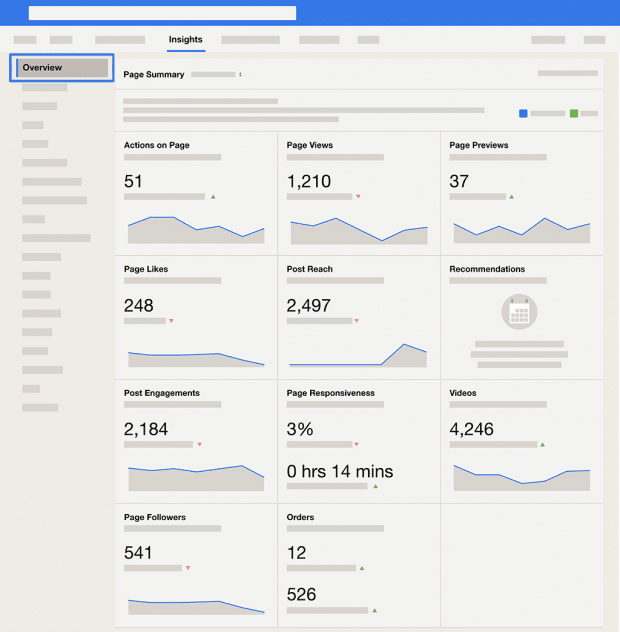 Insights
Overview
Page Summary
Actions on Page
51
Page Views
1,210
Page Previews
37
Page Likes
248
Post Reach
2,497
Recommendations
Post Engagements
2,184
Page Responsiveness
3%
0 hrs 14 mins
Videos
4,246
Page Followers
541
Orders
12
526